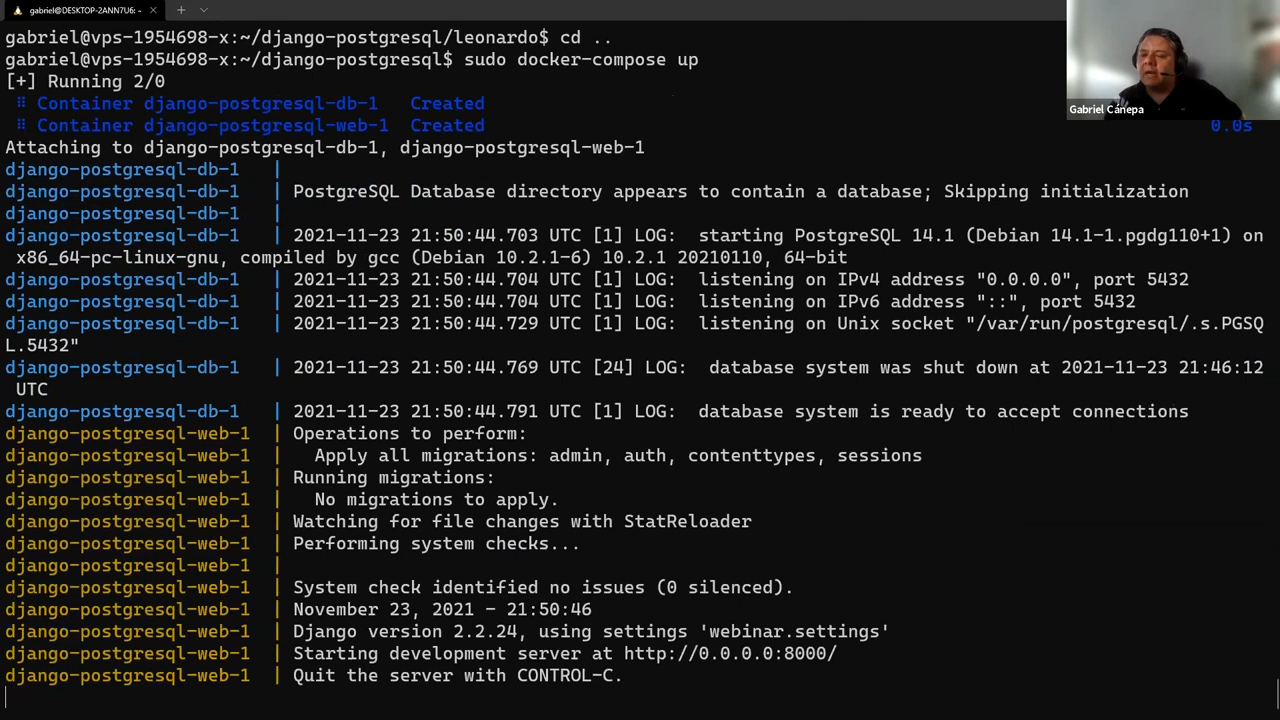 gabriel@DESKTOP-2ANN7U6: ~
gabriel@vps-1954698-x:~/django-postgresql/leonardo$ cd ..
gabriel@vps-1954698-x:~/django-postgresql$ sudo docker-compose up
[+] Running 2/0
⠿ Container django-postgresql-db-1   Created
⠿ Container django-postgresql-web-1  Created 0.0s
Attaching to django-postgresql-db-1, django-postgresql-web-1
django-postgresql-db-1   |
django-postgresql-db-1   | PostgreSQL Database directory appears to contain a database; Skipping initialization
django-postgresql-db-1   |
django-postgresql-db-1   | 2021-11-23 21:50:44.703 UTC [1] LOG:  starting PostgreSQL 14.1 (Debian 14.1-1.pgdg110+1) on
x86_64-pc-linux-gnu, compiled by gcc (Debian 10.2.1-6) 10.2.1 20210110, 64-bit
django-postgresql-db-1   | 2021-11-23 21:50:44.704 UTC [1] LOG:  listening on IPv4 address "0.0.0.0", port 5432
django-postgresql-db-1   | 2021-11-23 21:50:44.704 UTC [1] LOG:  listening on IPv6 address "::", port 5432
django-postgresql-db-1   | 2021-11-23 21:50:44.729 UTC [1] LOG:  listening on Unix socket "/var/run/postgresql/.s.PGSQ
L.5432"
django-postgresql-db-1   | 2021-11-23 21:50:44.769 UTC [24] LOG:  database system was shut down at 2021-11-23 21:46:12
UTC
django-postgresql-db-1   | 2021-11-23 21:50:44.791 UTC [1] LOG:  database system is ready to accept connections
django-postgresql-web-1  | Operations to perform:
django-postgresql-web-1  |   Apply all migrations: admin, auth, contenttypes, sessions
django-postgresql-web-1  | Running migrations:
django-postgresql-web-1  |   No migrations to apply.
django-postgresql-web-1  | Watching for file changes with StatReloader
django-postgresql-web-1  | Performing system checks...
django-postgresql-web-1  |
django-postgresql-web-1  | System check identified no issues (0 silenced).
django-postgresql-web-1  | November 23, 2021 - 21:50:46
django-postgresql-web-1  | Django version 2.2.24, using settings 'webinar.settings'
django-postgresql-web-1  | Starting development server at http://0.0.0.0:8000/
django-postgresql-web-1  | Quit the server with CONTROL-C.
Gabriel Cánepa